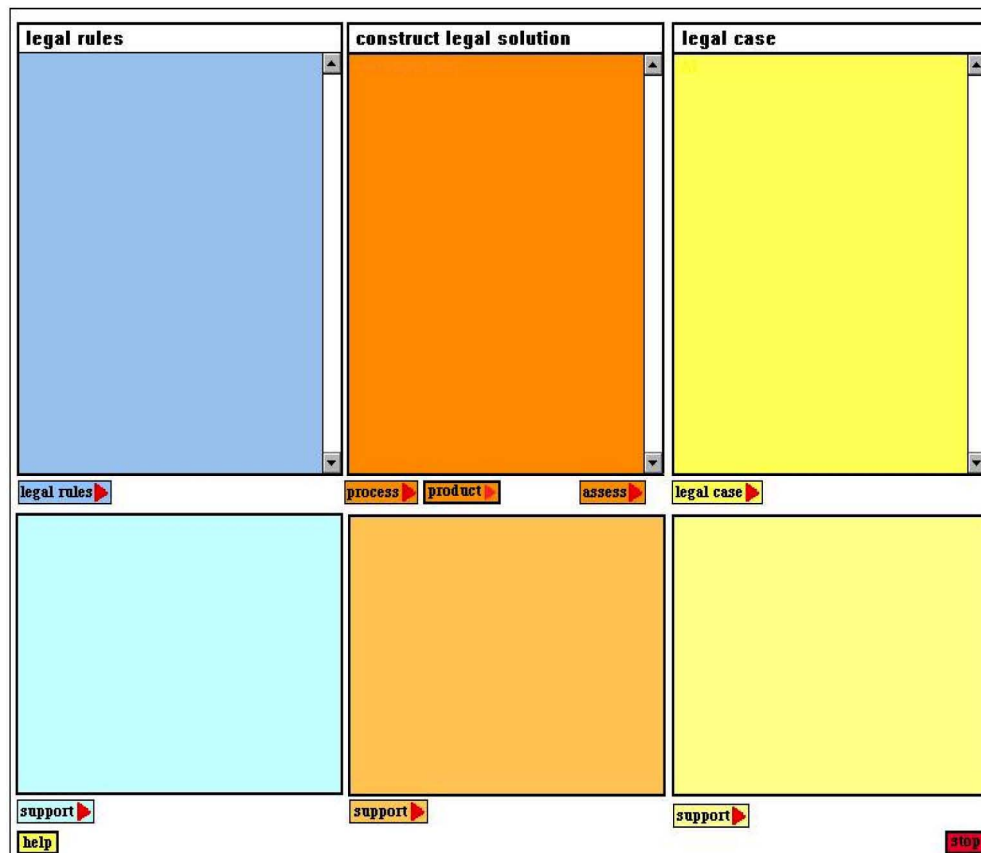 legal rules
construct legal solution
legal case
legal rules
process
product
assess
legal case
support
support
support
help
stop